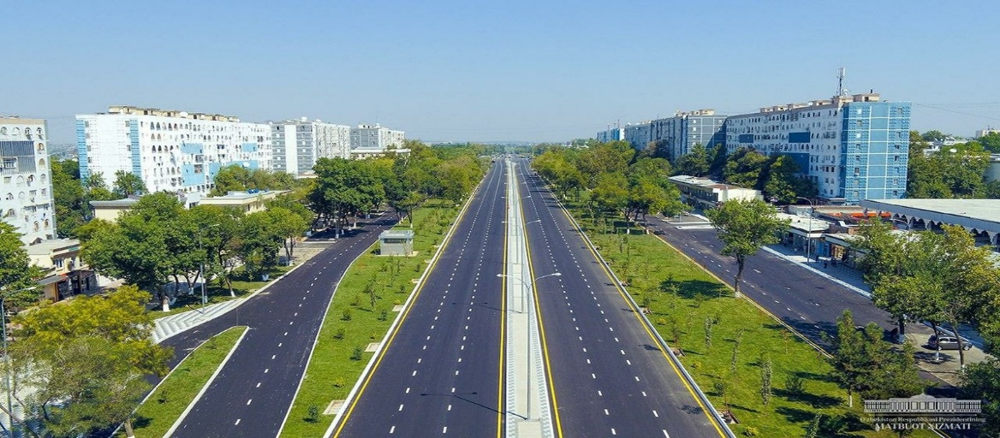 O'zbekiston Respublikasi Prezidentining
MATBUOT XIZMATI